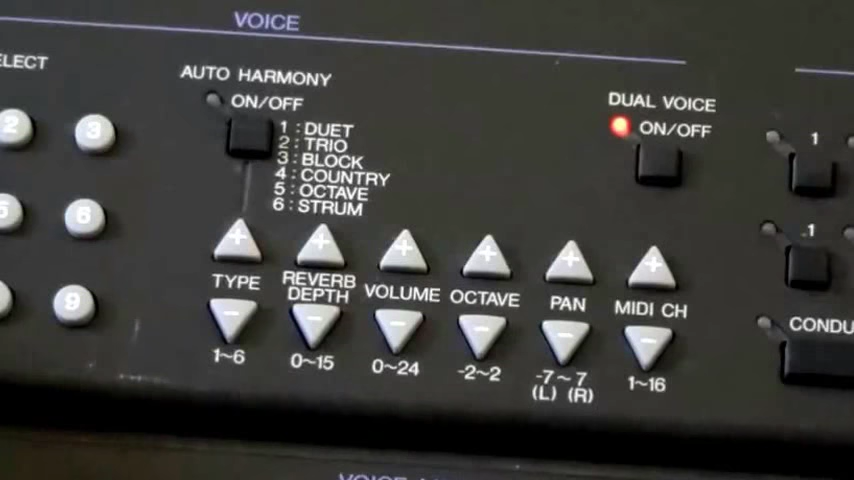 VOICE
ELECT
AUTO HARMONY
ON/OFF
1 : DUET
2 : TRIO
3 : BLOCK
4 : COUNTRY
5 : OCTAVE
6 : STRUM
DUAL VOICE
ON/OFF
2 3
5 6
9
1
1
+ + + + + +
TYPE
REVERB DEPTH
VOLUME
OCTAVE
PAN
MIDI CH
- - - - - -
1~6
0~15
0~24
-2~2
-7~7
(L) (R)
1~16
CONDU